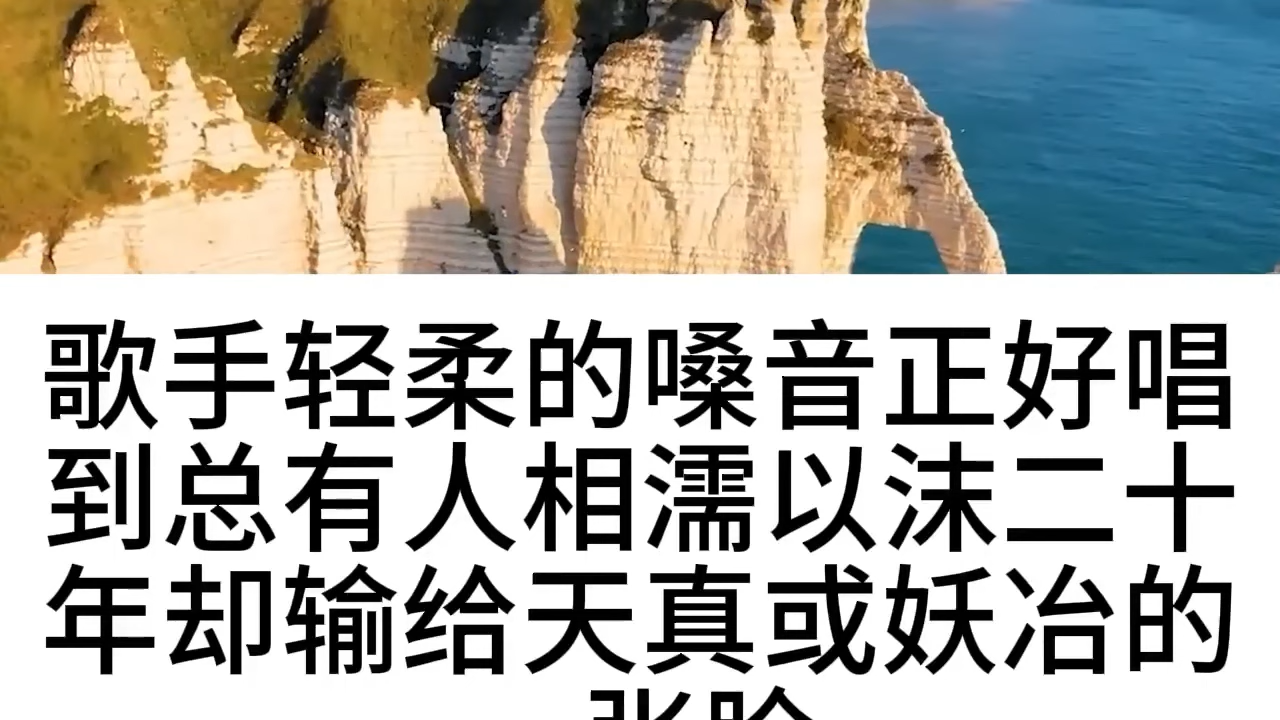 歌手轻柔的嗓音正好唱
到总有人相濡以沫二十
年却输给天真或妖冶的